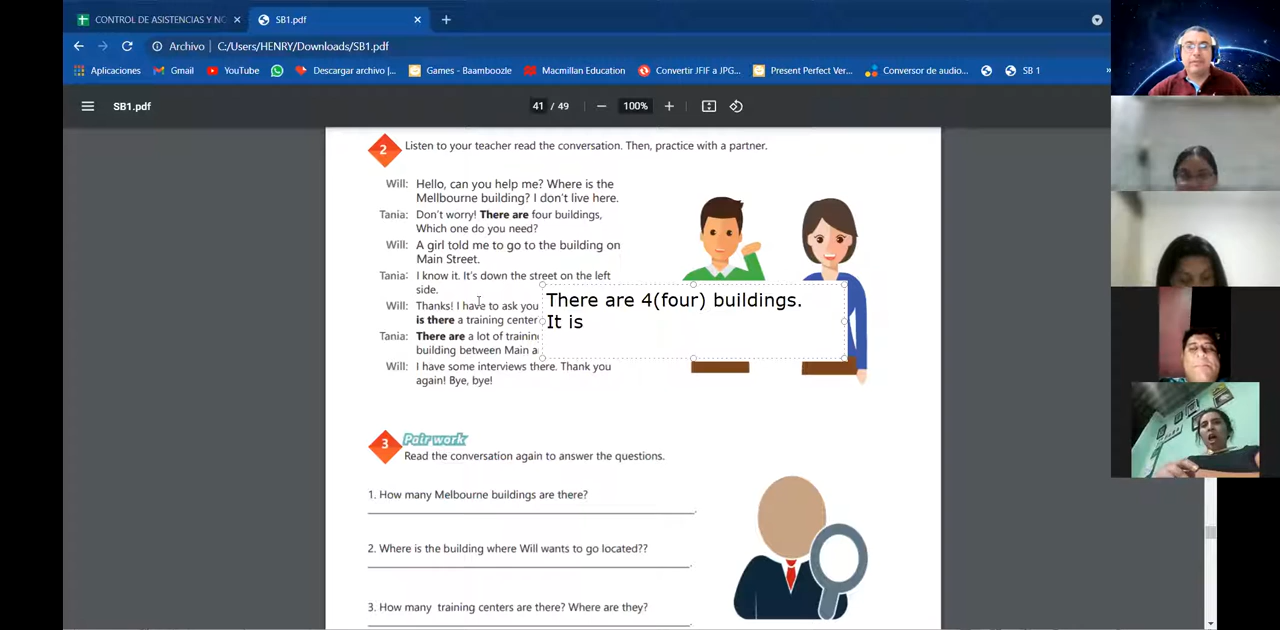 CONTROL DE ASISTENCIAS Y NO
SB1.pdf
Archivo C:/Users/HENRY/Downloads/SB1.pdf
Aplicaciones Gmail YouTube Descargar archivo |... Games - Baamboozle Macmillan Education Convertir JFIF a JPG... Present Perfect Ver... Conversor de audio... SB 1 »
SB1.pdf 41 / 49 100%
2 Listen to your teacher read the conversation. Then, practice with a partner.
Will: Hello, can you help me? Where is the
Mellbourne building? I don't live here.
Tania: Don't worry! There are four buildings,
Which one do you need?
Will: A girl told me to go to the building on
Main Street.
Tania: I know it. It's down the street on the left
side.
Will: Thanks! I have to ask you
is there a training center
Tania: There are a lot of training
building between Main a
Will: I have some interviews there. Thank you
again! Bye, bye!
There are 4(four) buildings.
It is
3 Pair work
Read the conversation again to answer the questions.
1. How many Melbourne buildings are there?
2. Where is the building where Will wants to go located??
3. How many training centers are there? Where are they?